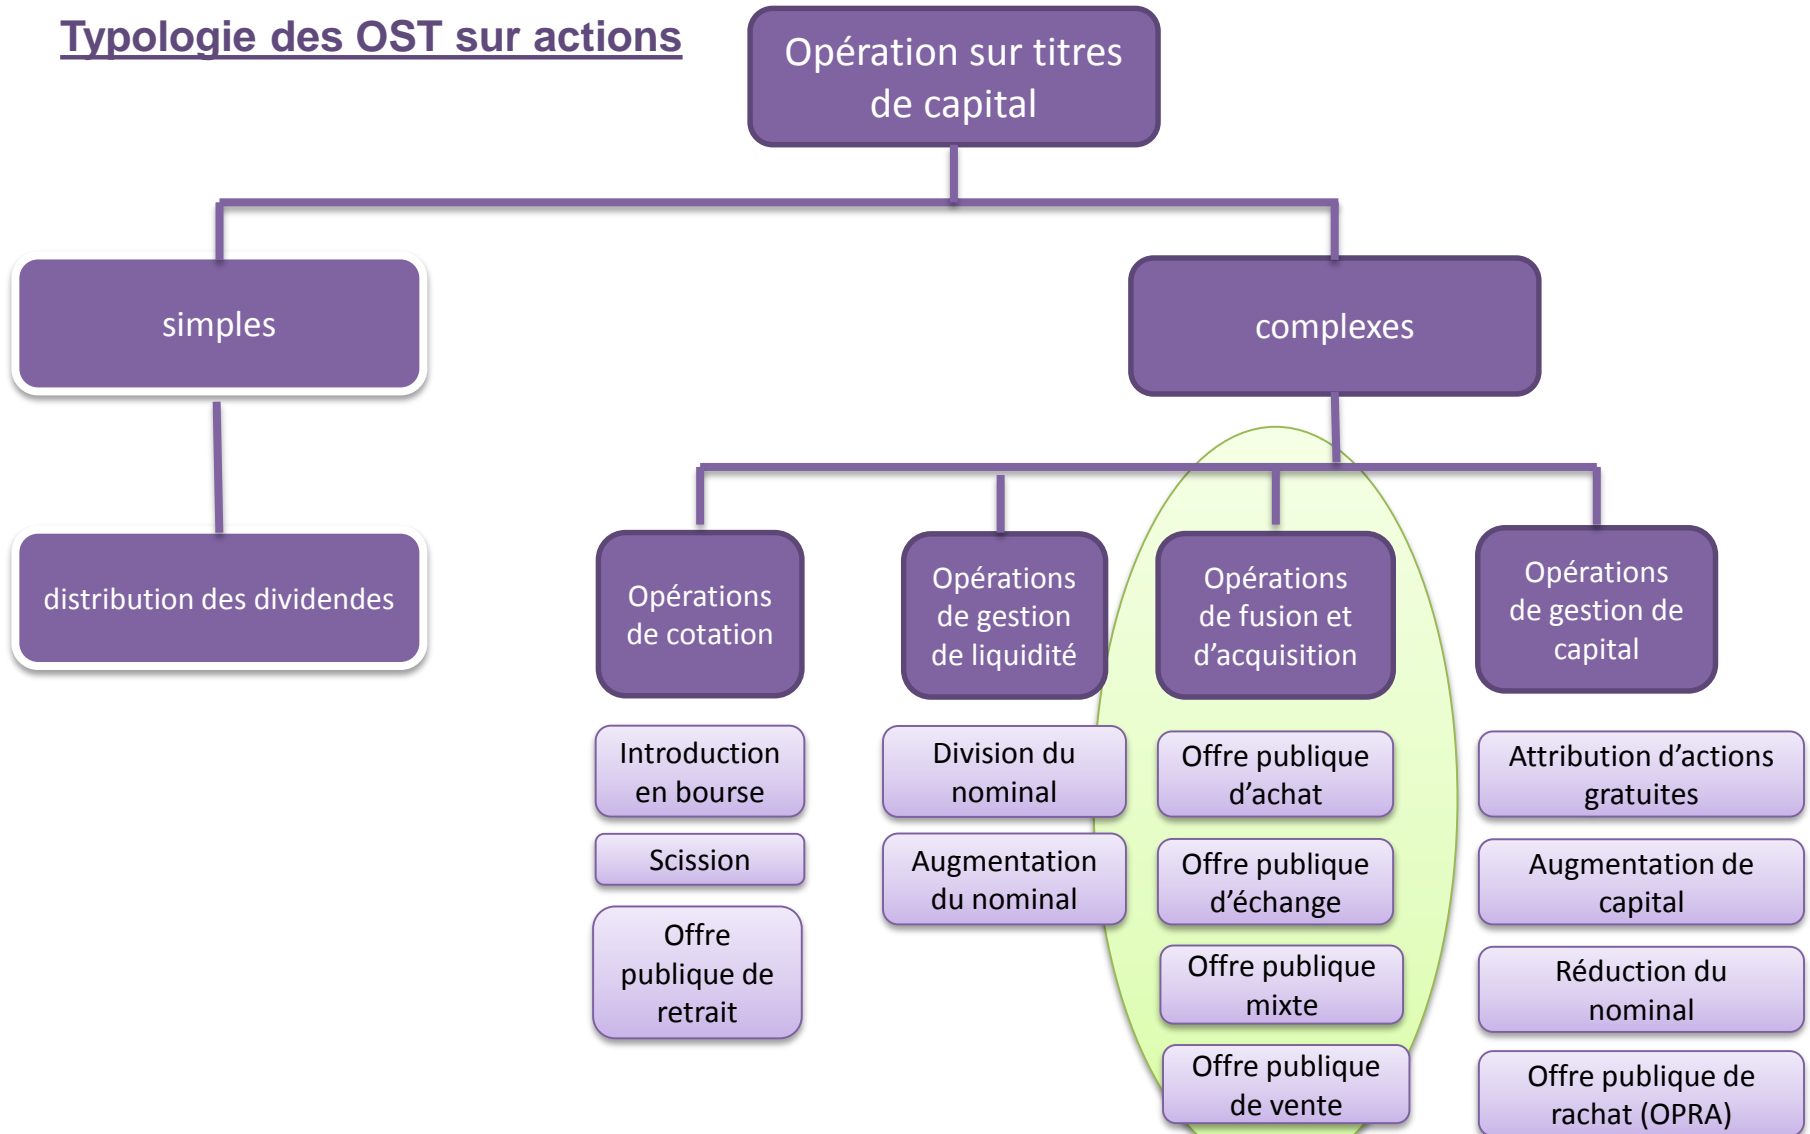 Typologie des OST sur actions
Opération sur titres
de capital
simples
complexes
distribution des dividendes
Opérations
de cotation
Opérations
de gestion
de liquidité
Opérations
de fusion et
d’acquisition
Opérations
de gestion de
capital
Introduction
en bourse
Scission
Offre
publique de
retrait
Division du
nominal
Augmentation
du nominal
Offre publique
d’achat
Offre publique
d’échange
Offre publique
mixte
Offre publique
de vente
Attribution d’actions
gratuites
Augmentation de
capital
Réduction du
nominal
Offre publique de
rachat (OPRA)